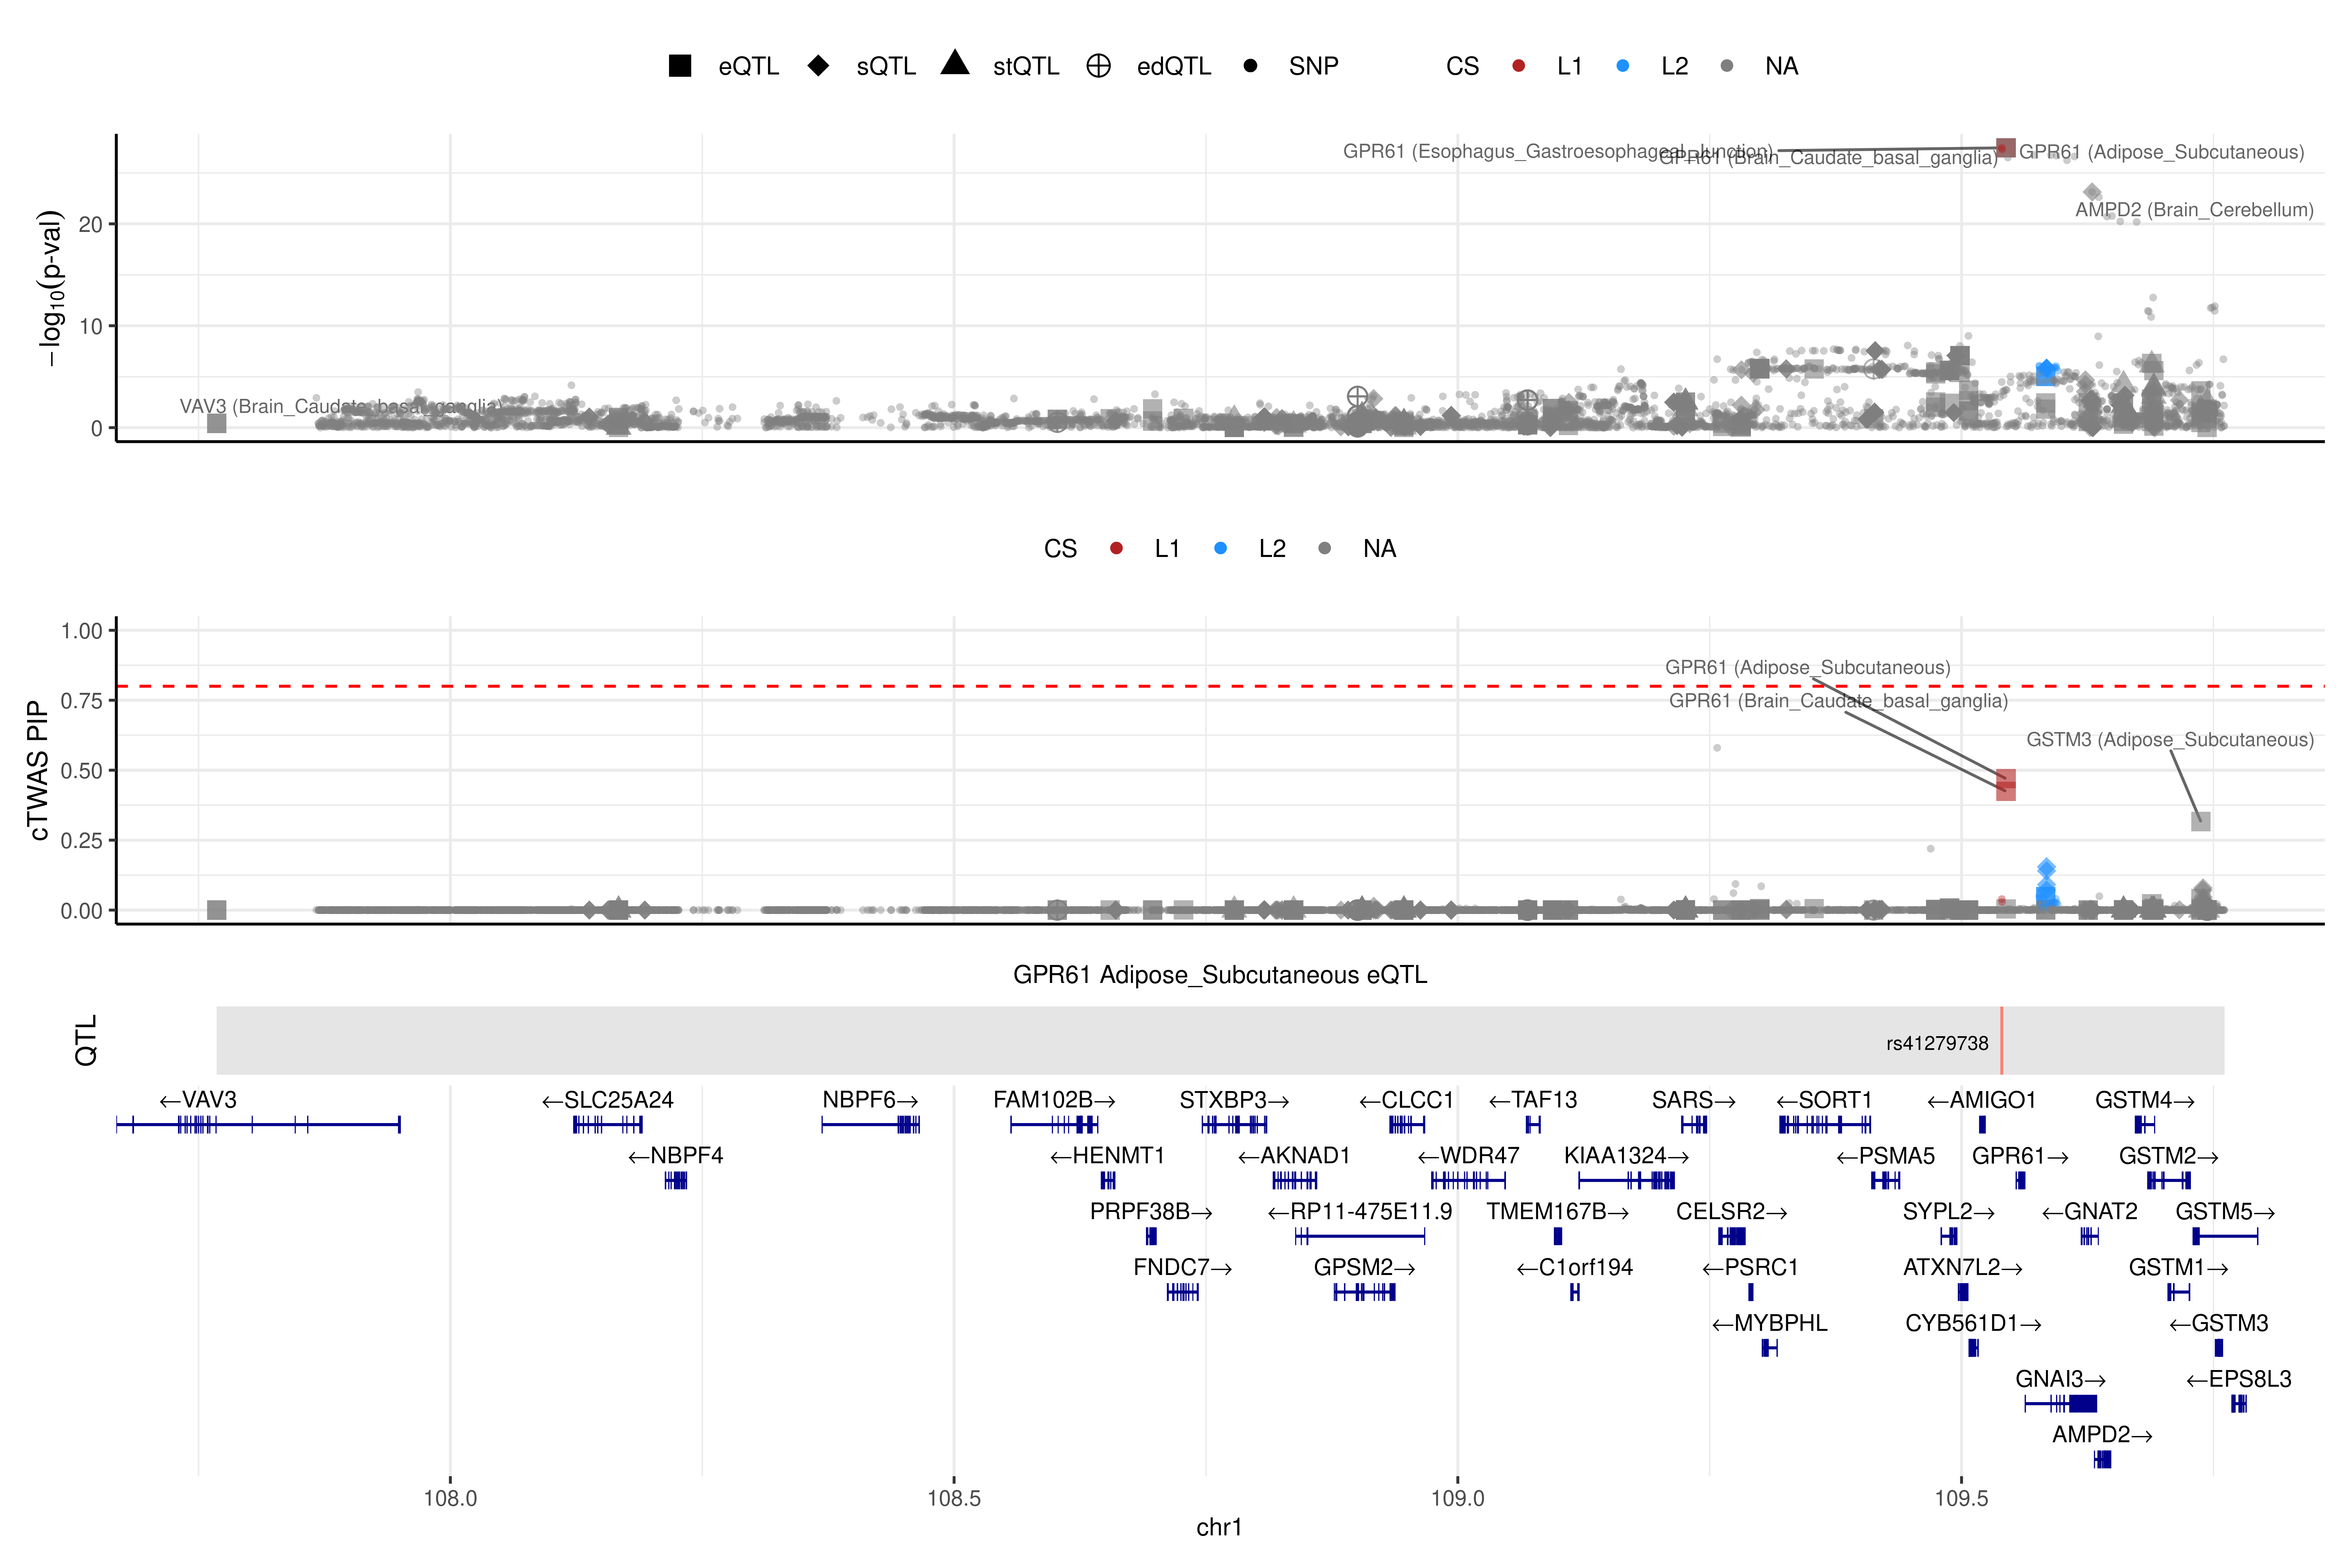 eQTL sQTL stQTL edQTL SNP CS L1 L2 NA
GPR61 (Esophagus_Gastroesophageal_Junction)
GPR61 (Brain_Caudate_basal_ganglia)
GPR61 (Adipose_Subcutaneous)
AMPD2 (Brain_Cerebellum)
VAV3 (Brain_Caudate_basal_ganglia)
−log10(p-val)
20
10
0
CS L1 L2 NA
cTWAS PIP
1.00
0.75
0.50
0.25
0.00
GPR61 (Adipose_Subcutaneous)
GPR61 (Brain_Caudate_basal_ganglia)
GSTM3 (Adipose_Subcutaneous)
GPR61 Adipose_Subcutaneous eQTL
QTL
rs41279738
←VAV3 ←SLC25A24 NBPF6→ FAM102B→ STXBP3→ ←CLCC1 ←TAF13 SARS→ ←SORT1 ←AMIGO1 GSTM4→
←NBPF4 ←HENMT1 ←AKNAD1 ←WDR47 KIAA1324→ ←PSMA5 GPR61→ GSTM2→
PRPF38B→ ←RP11-475E11.9 TMEM167B→ CELSR2→ SYPL2→ ←GNAT2 GSTM5→
FNDC7→ GPSM2→ ←C1orf194 ←PSRC1 ATXN7L2→ GSTM1→
←MYBPHL CYB561D1→ ←GSTM3
GNAI3→ ←EPS8L3
AMPD2→
108.0 108.5 109.0 109.5
chr1